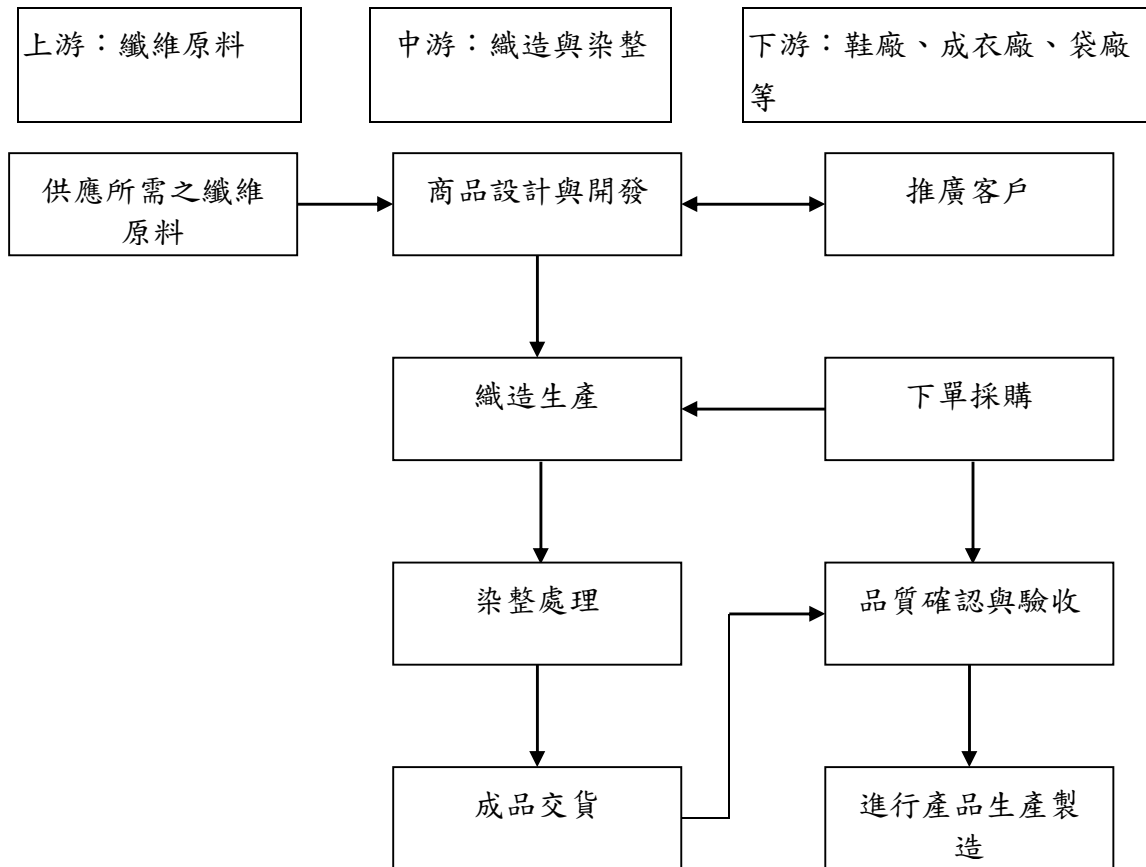 上游：纖維原料
中游：織造與染整
下游：鞋廠、成衣廠、袋廠
等
供應所需之纖維
原料
商品設計與開發
推廣客戶
織造生產
下單採購
染整處理
品質確認與驗收
成品交貨
進行產品生產製
造